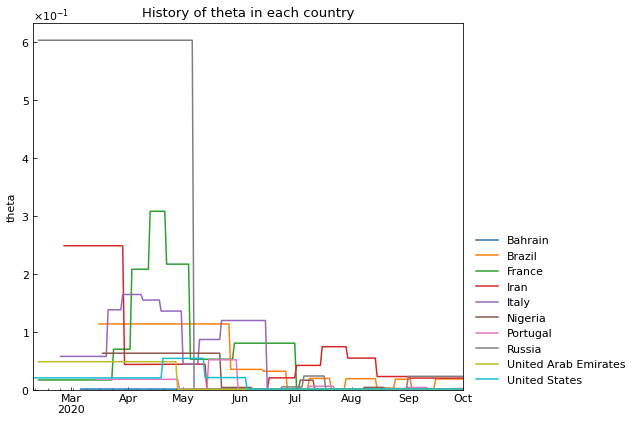 History of theta in each country
×10⁻¹
6
5
4
3
2
1
0
theta
Mar
2020
Apr
May
Jun
Jul
Aug
Sep
Oct
Bahrain
Brazil
France
Iran
Italy
Nigeria
Portugal
Russia
United Arab Emirates
United States